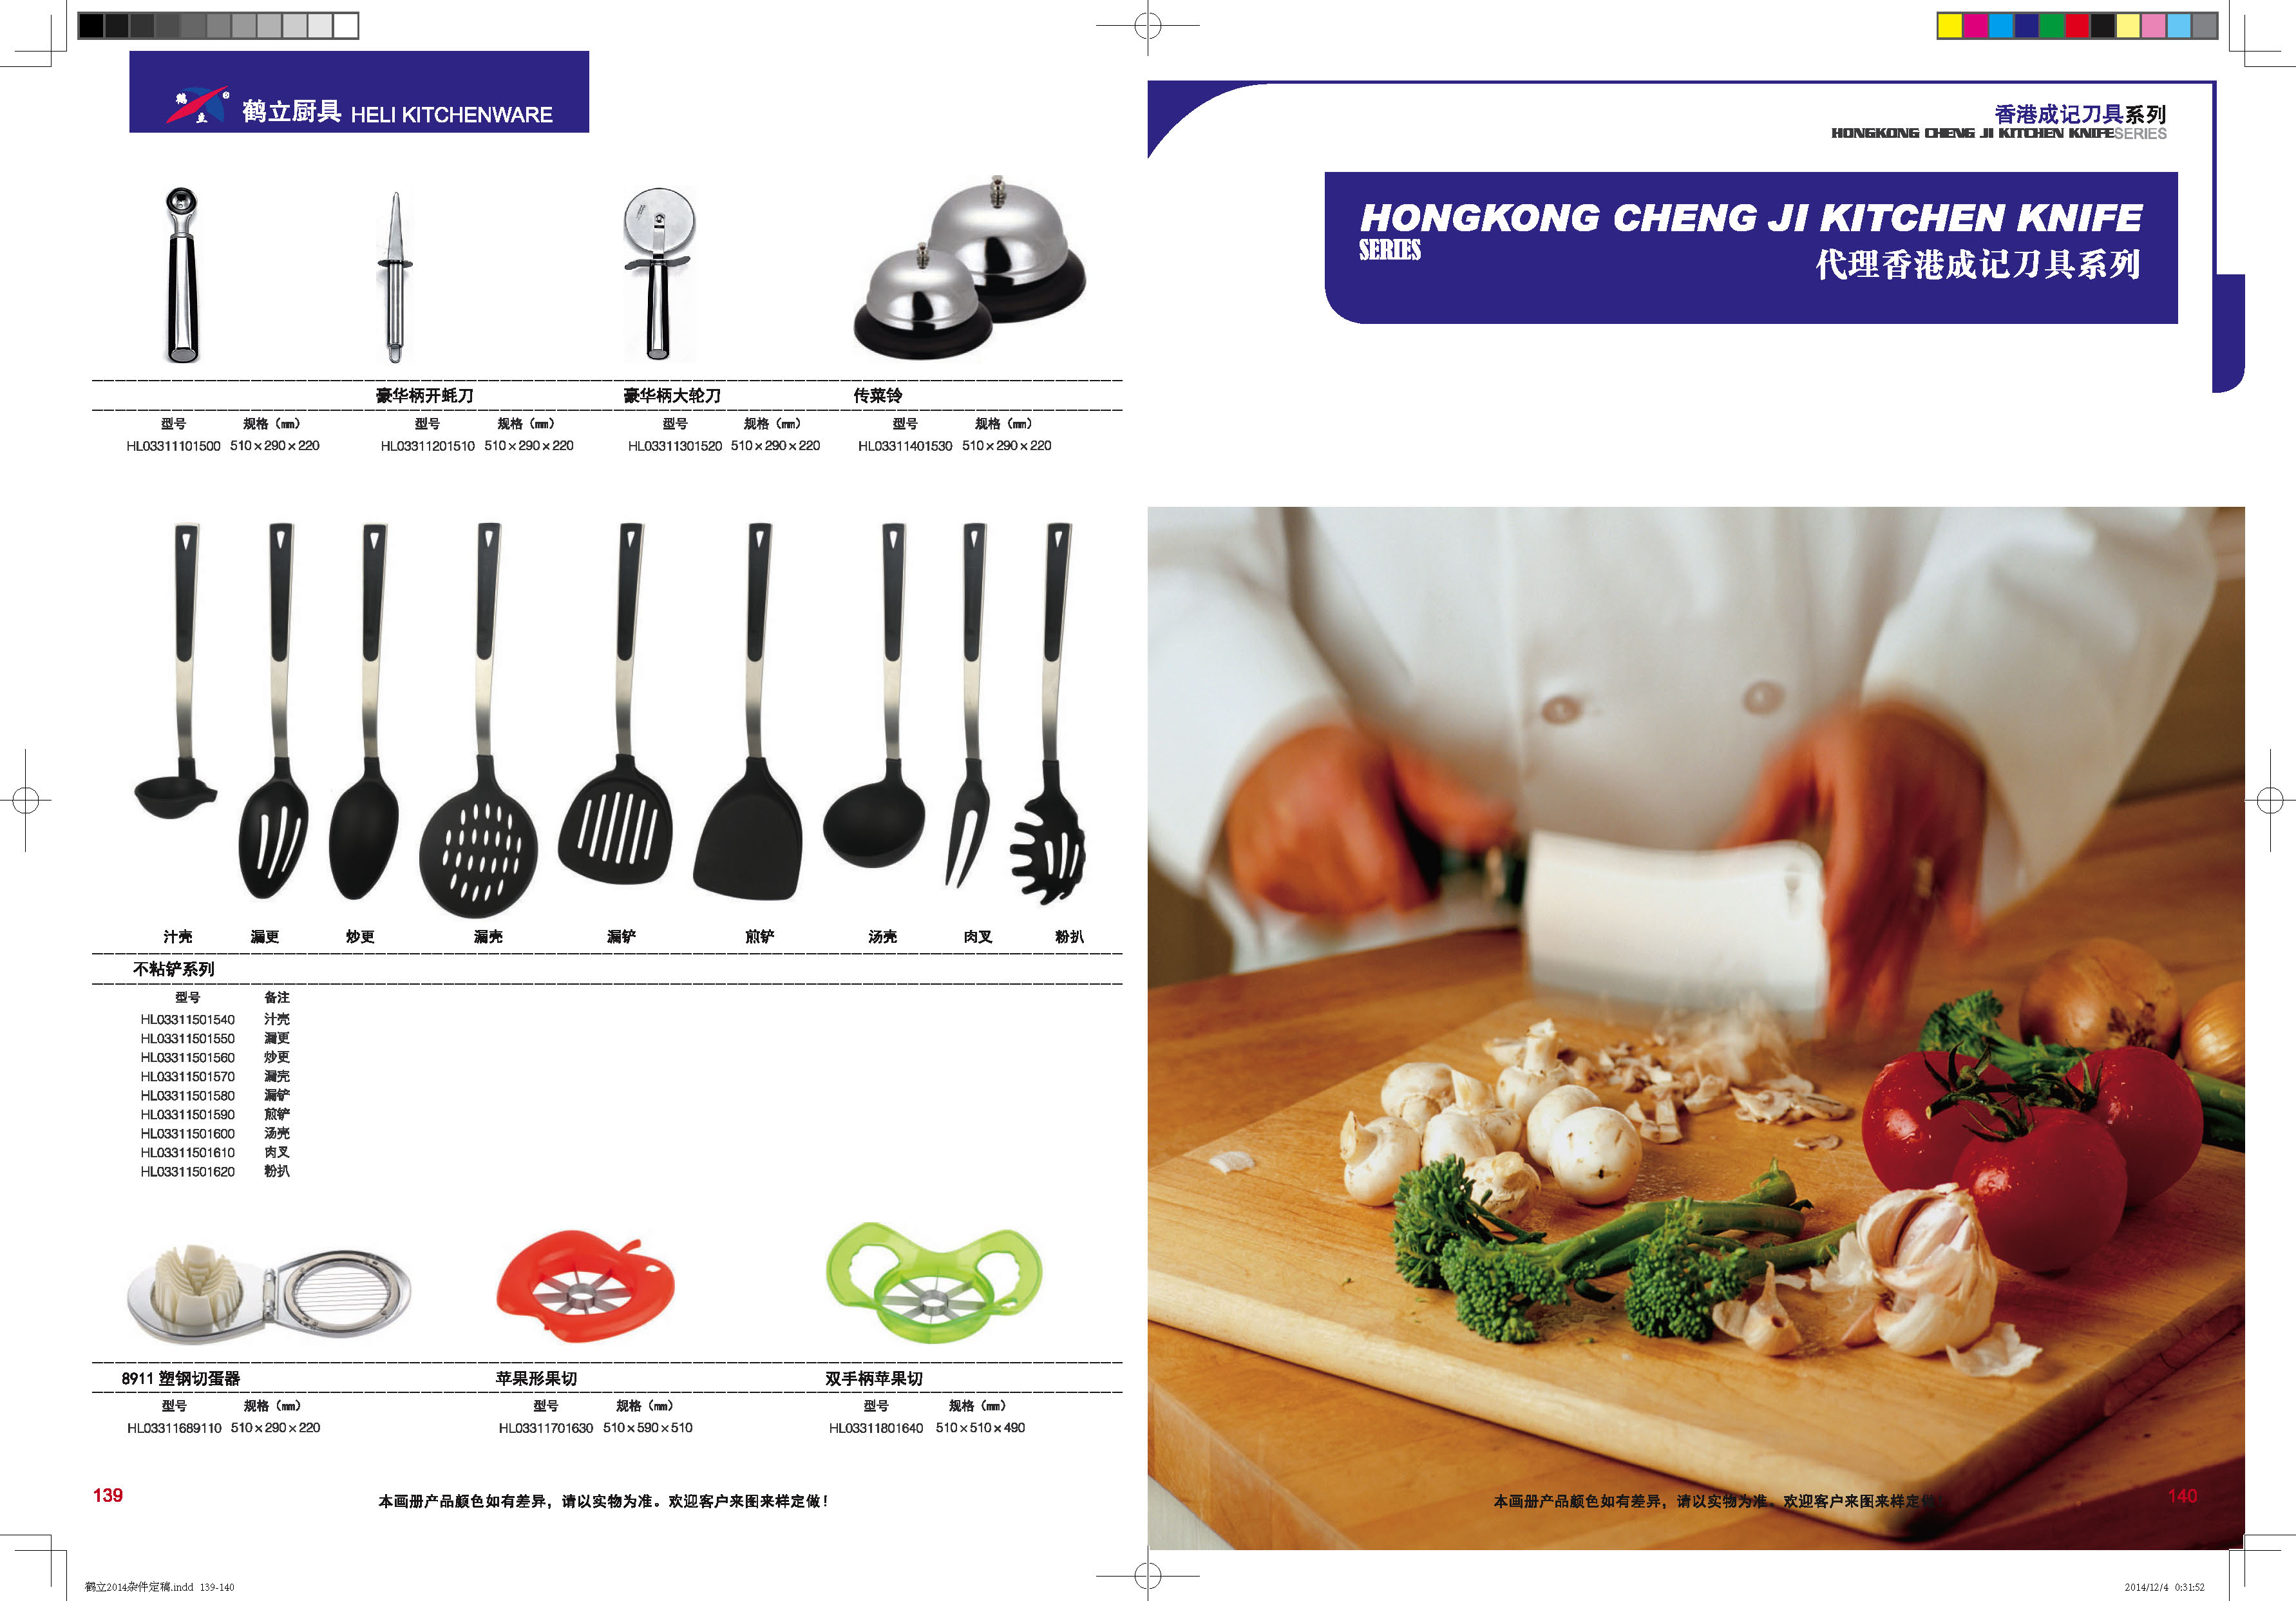 鹤立
鹤立厨具 HELI KITCHENWARE
豪华柄开蚝刀
豪华柄大轮刀
传菜铃
型号 规格（mm） 型号 规格（mm） 型号 规格（mm） 型号 规格（mm）
HL03311101500 510×290×220 HL03311201510 510×290×220 HL03311301520 510×290×220 HL03311401530 510×290×220
汁壳 漏更 炒更 漏壳 漏铲 煎铲 汤壳 肉叉 粉扒
不粘铲系列
型号 备注
HL03311501540 汁壳
HL03311501550 漏更
HL03311501560 炒更
HL03311501570 漏壳
HL03311501580 漏铲
HL03311501590 煎铲
HL03311501600 汤壳
HL03311501610 肉叉
HL03311501620 粉扒
8911 塑钢切蛋器 苹果形果切 双手柄苹果切
型号 规格（mm） 型号 规格（mm） 型号 规格（mm）
HL03311689110 510×290×220 HL03311701630 510×590×510 HL03311801640 510×510×490
139
本画册产品颜色如有差异，请以实物为准。欢迎客户来图来样定做！
鹤立2014杂件定稿.indd 139-140
香港成记刀具系列
HONGKONG CHENG JI KITCHEN KNIFESERIES
HONGKONG CHENG JI KITCHEN KNIFE
SERIES
代理香港成记刀具系列
本画册产品颜色如有差异，请以实物为准。欢迎客户来图来样定做
140
2014/12/4 0:31:52